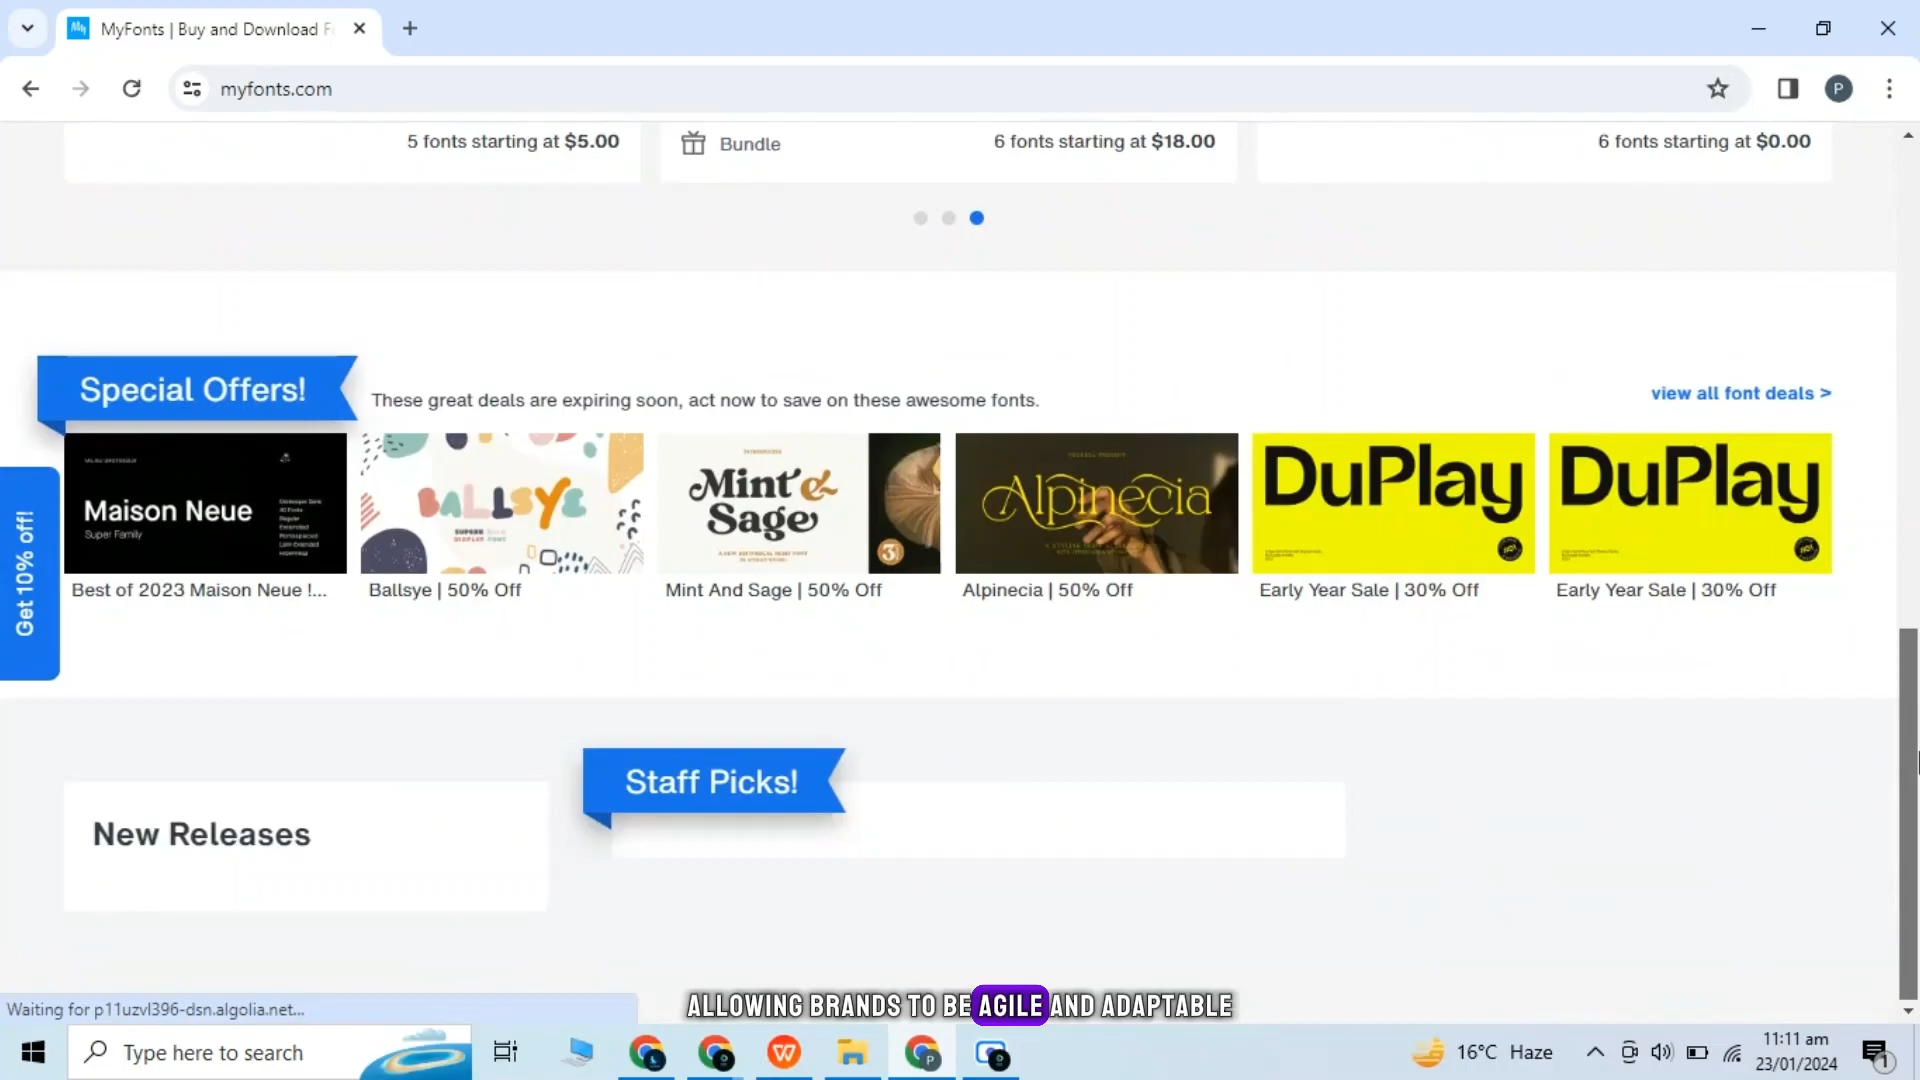 MyFonts | Buy and Download F
myfonts.com
P
5 fonts starting at $5.00
Bundle
6 fonts starting at $18.00
6 fonts starting at $0.00
Special Offers!
These great deals are expiring soon, act now to save on these awesome fonts.
view all font deals >
Get 10% off!
Maison Neue
Super Family
BALLSYE
DISPLAY FONT
Mint &
Sage
Alpinecia
DuPlay
DuPlay
Best of 2023 Maison Neue !...
Ballsye | 50% Off
Mint And Sage | 50% Off
Alpinecia | 50% Off
Early Year Sale | 30% Off
Early Year Sale | 30% Off
Staff Picks!
New Releases
Waiting for p11uzvl396-dsn.algolia.net...
ALLOWING BRANDS TO BE AGILE AND ADAPTABLE
Type here to search
16°C Haze
11:11 am
23/01/2024
1